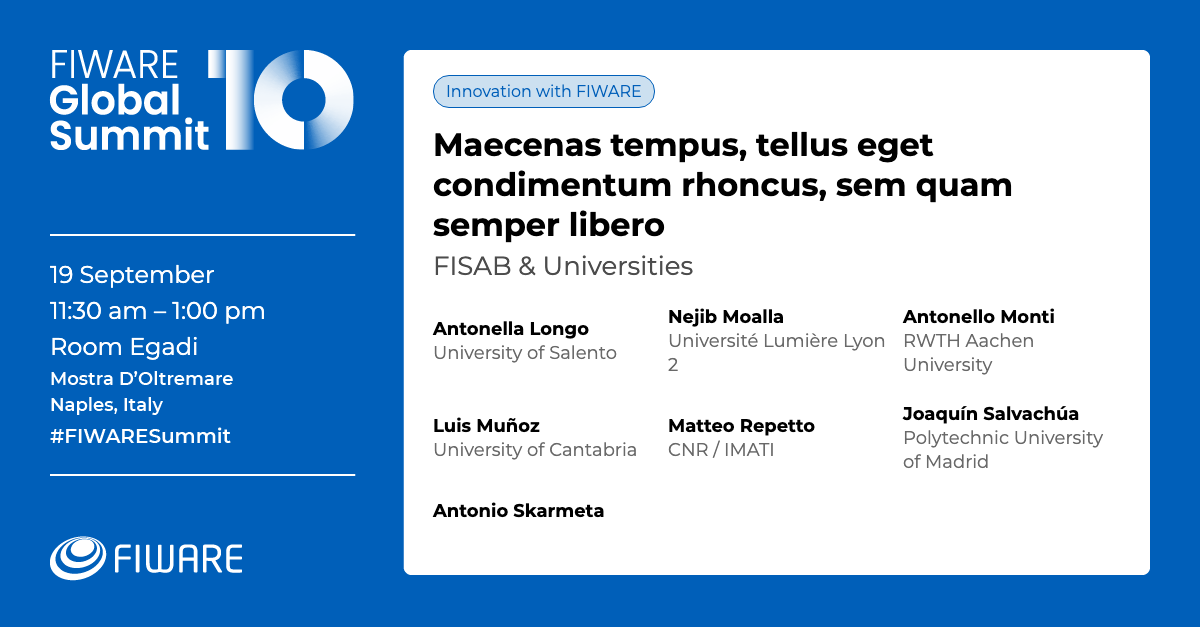 FIWARE
Global
Summit
10
19 September
11:30 am – 1:00 pm
Room Egadi
Mostra D’Oltremare
Naples, Italy
#FIWARESummit
FIWARE
Innovation with FIWARE
Maecenas tempus, tellus eget
condimentum rhoncus, sem quam
semper libero
FISAB & Universities
Antonella Longo
University of Salento
Nejib Moalla
Université Lumière Lyon
2
Antonello Monti
RWTH Aachen
University
Luis Muñoz
University of Cantabria
Matteo Repetto
CNR / IMATI
Joaquín Salvachúa
Polytechnic University
of Madrid
Antonio Skarmeta